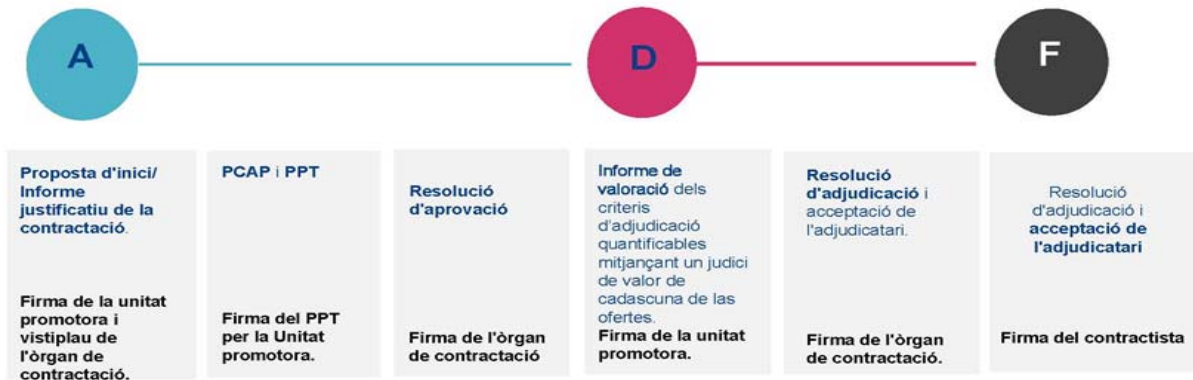 A
D
F
Proposta d'inici/
Informe
justificatiu de la
contractació.
Firma de la unitat
promotora i
vistiplau de
l'òrgan de
contractació.
PCAP i PPT
Firma del PPT
per la Unitat
promotora.
Resolució
d'aprovació
Firma de l'òrgan
de contractació
Informe de
valoració dels
criteris
d'adjudicació
quantificables
mitjançant un judici
de valor de
cadascuna de las
ofertes.
Firma de la unitat
promotora.
Resolució
d'adjudicació i
acceptació de
l'adjudicatari.
Firma de l'òrgan
de contractació.
Resolució
d'adjudicació i
acceptació de
l'adjudicatari
Firma del contractista